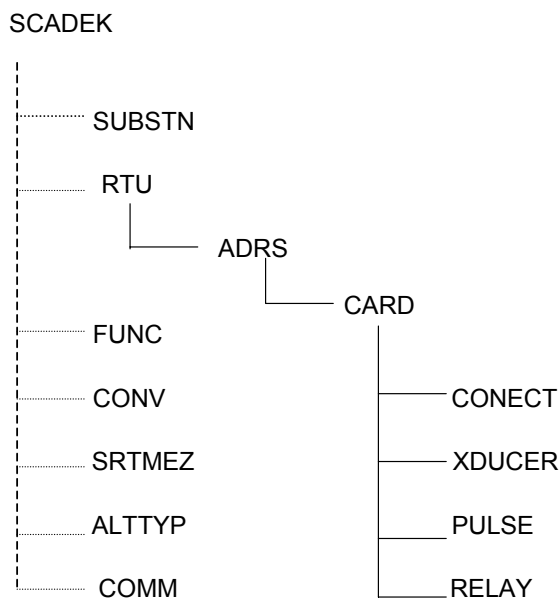 SCADEK
SUBSTN
RTU
ADRS
CARD
FUNC
CONV
CONECT
SRTMEZ
XDUCER
ALTTYP
PULSE
COMM
RELAY